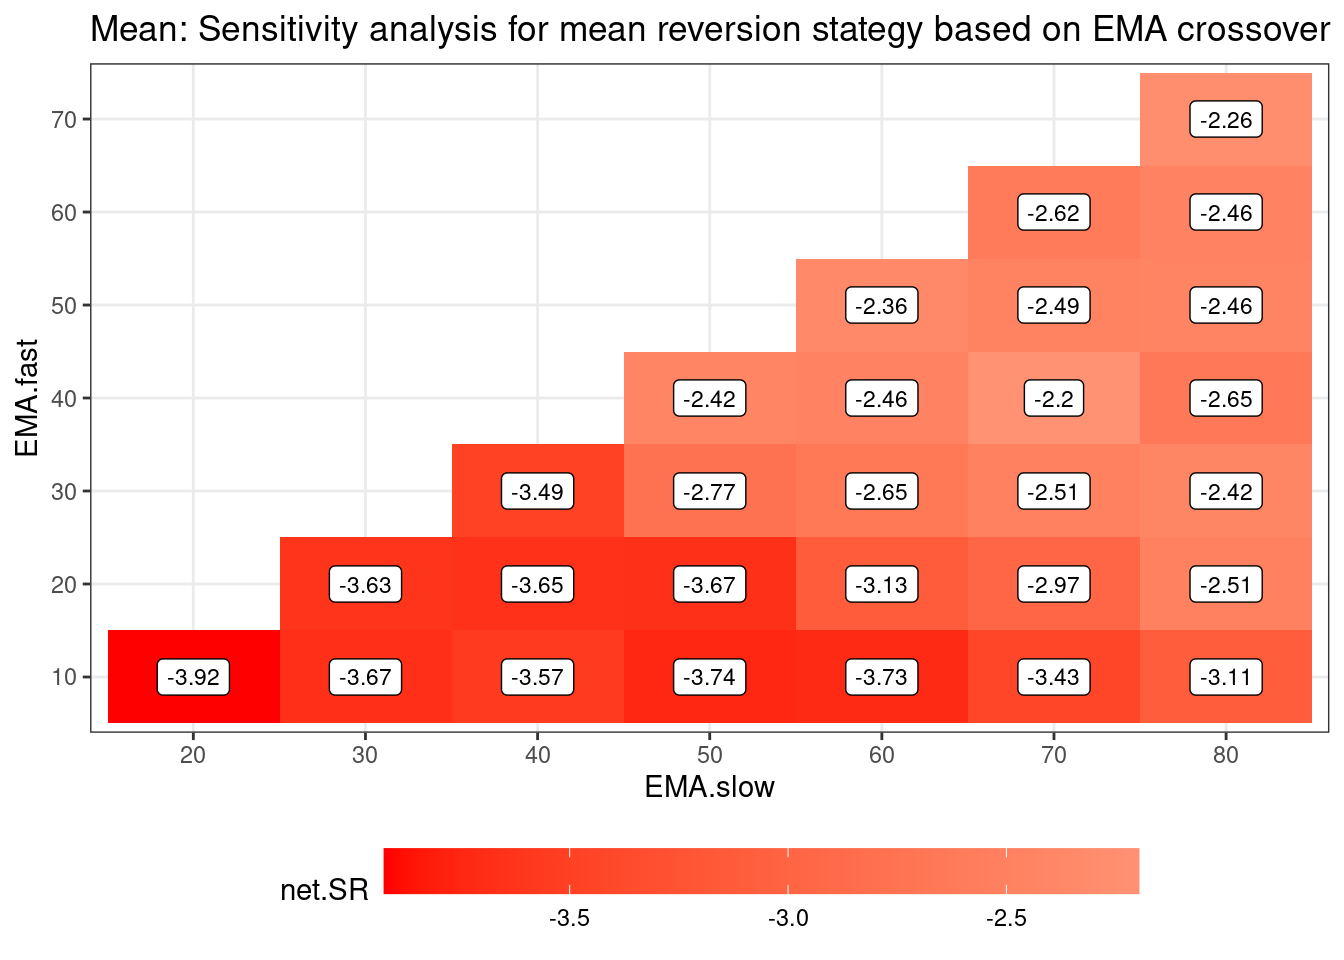 Mean: Sensitivity analysis for mean reversion stategy based on EMA crossover
70
60
50
40
30
20
10
EMA.fast
-2.26
-2.62 -2.46
-2.36 -2.49 -2.46
-2.42 -2.46 -2.2 -2.65
-3.49 -2.77 -2.65 -2.51 -2.42
-3.63 -3.65 -3.67 -3.13 -2.97 -2.51
-3.92 -3.67 -3.57 -3.74 -3.73 -3.43 -3.11
20 30 40 50 60 70 80
EMA.slow
net.SR
-3.5 -3.0 -2.5